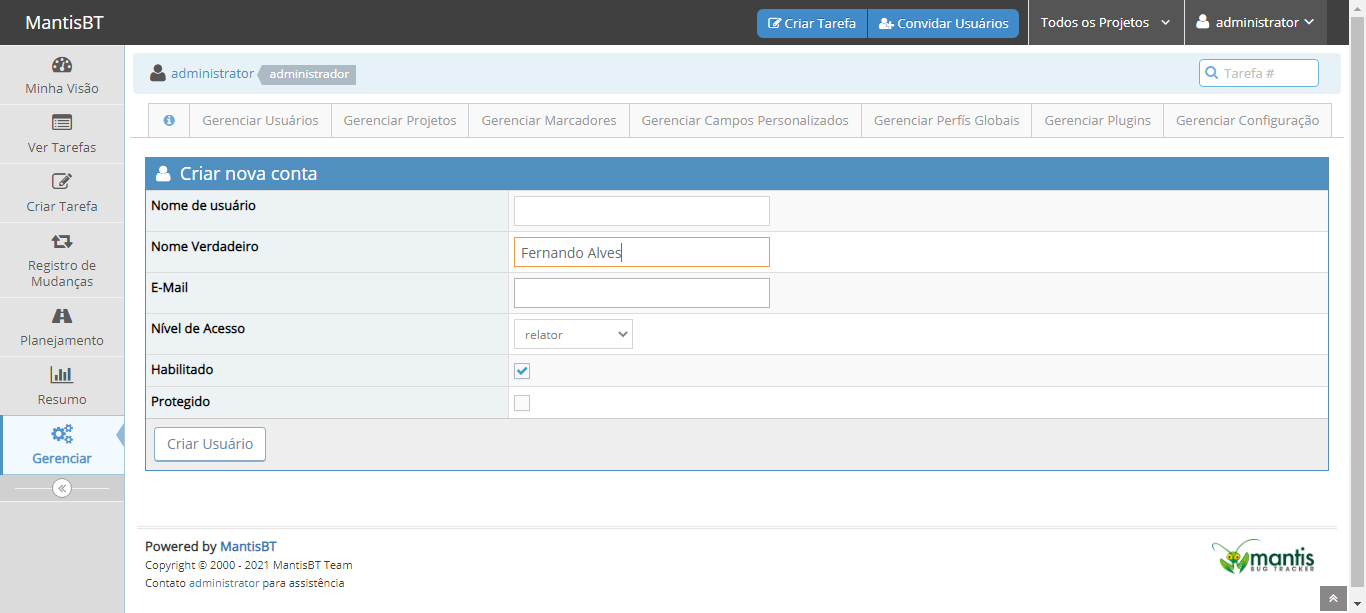 MantisBT
Criar Tarefa
Convidar Usuários
Todos os Projetos
administrator
Minha Visão
Ver Tarefas
Criar Tarefa
Registro de
Mudanças
Planejamento
Resumo
Gerenciar
administrator administrador
Tarefa #
Gerenciar Usuários
Gerenciar Projetos
Gerenciar Marcadores
Gerenciar Campos Personalizados
Gerenciar Perfís Globais
Gerenciar Plugins
Gerenciar Configuração
Criar nova conta
Nome de usuário
Nome Verdadeiro
Fernando Alves
E-Mail
Nível de Acesso
relator
Habilitado
Protegido
Criar Usuário
Powered by MantisBT
Copyright © 2000 - 2021 MantisBT Team
Contato administrator para assistência
mantis
BUG TRACKER